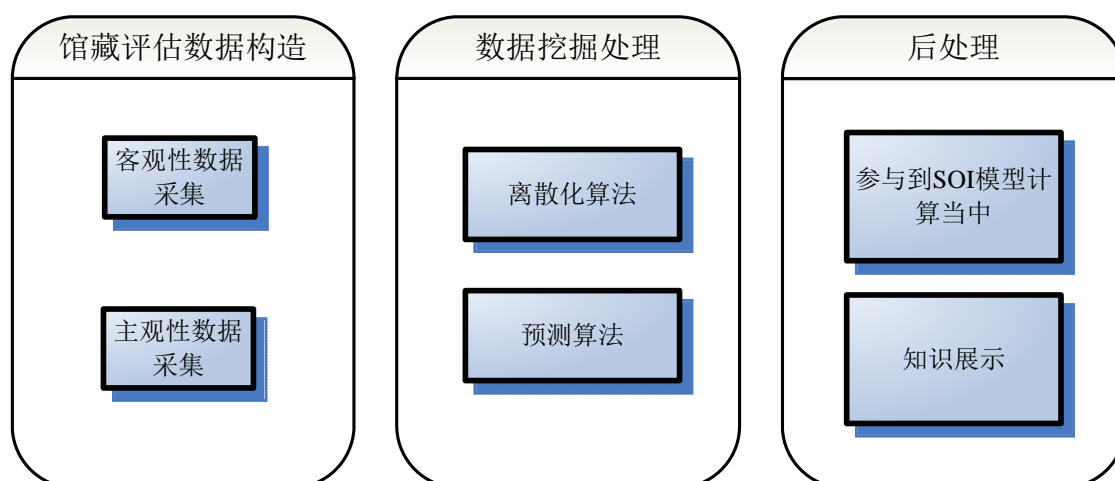 馆藏评估数据构造
客观性数据
采集
主观性数据
采集
数据挖掘处理
离散化算法
预测算法
后处理
参与到SOI模型计
算当中
知识展示